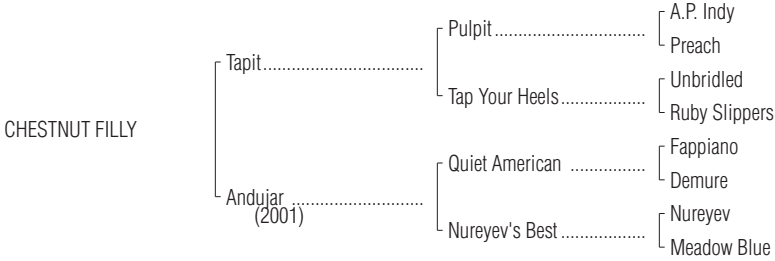 A.P. Indy
Pulpit..................................
Preach
Tapit....................................
Unbridled
Tap Your Heels...................
Ruby Slippers
CHESTNUT FILLY
Fappiano
Quiet American .................
Demure
Andujar ..............................
(2001)
Nureyev
Nureyev's Best ...................
Meadow Blue